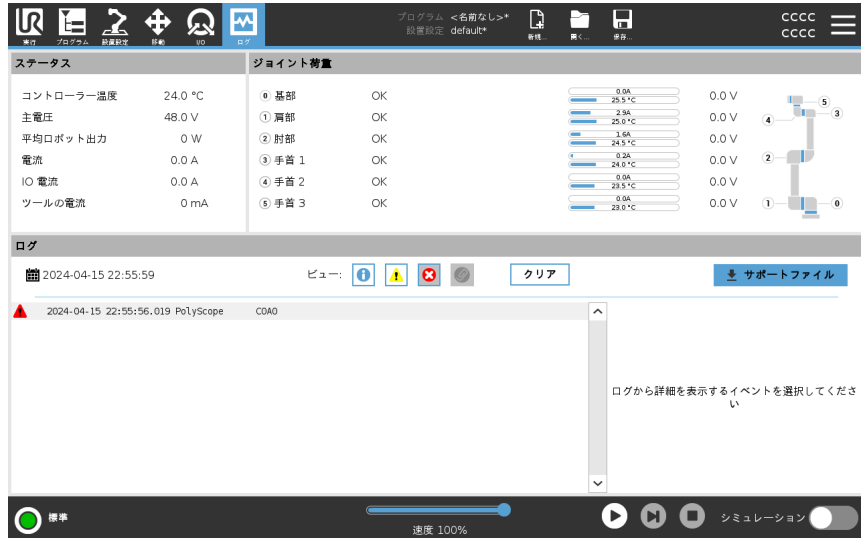 UR
実行
プログラム
設置設定
移動
I/O
ログ
プログラム <名前なし>*
設置設定 default*
新規...
開く...
保存...
CCCC
CCCC
ステータス
コントローラー温度 24.0 °C
主電圧 48.0 V
平均ロボット出力 0 W
電流 0.0 A
IO 電流 0.0 A
ツールの電流 0 mA
ジョイント荷重
0 基部 OK 0.0A 25.5 °C 0.0 V
1 肩部 OK 2.9A 25.0 °C 0.0 V
2 肘部 OK 1.6A 24.5 °C 0.0 V
3 手首 1 OK 0.2A 24.0 °C 0.0 V
4 手首 2 OK 0.0A 23.5 °C 0.0 V
5 手首 3 OK 0.0A 23.0 °C 0.0 V
5
3
4
2
1
0
ログ
2024-04-15 22:55:59
ビュー:
クリア
サポートファイル
2024-04-15 22:55:56.019 PolyScope C0A0
ログから詳細を表示するイベントを選択してくださ
い
標準
速度 100%
シミュレーション